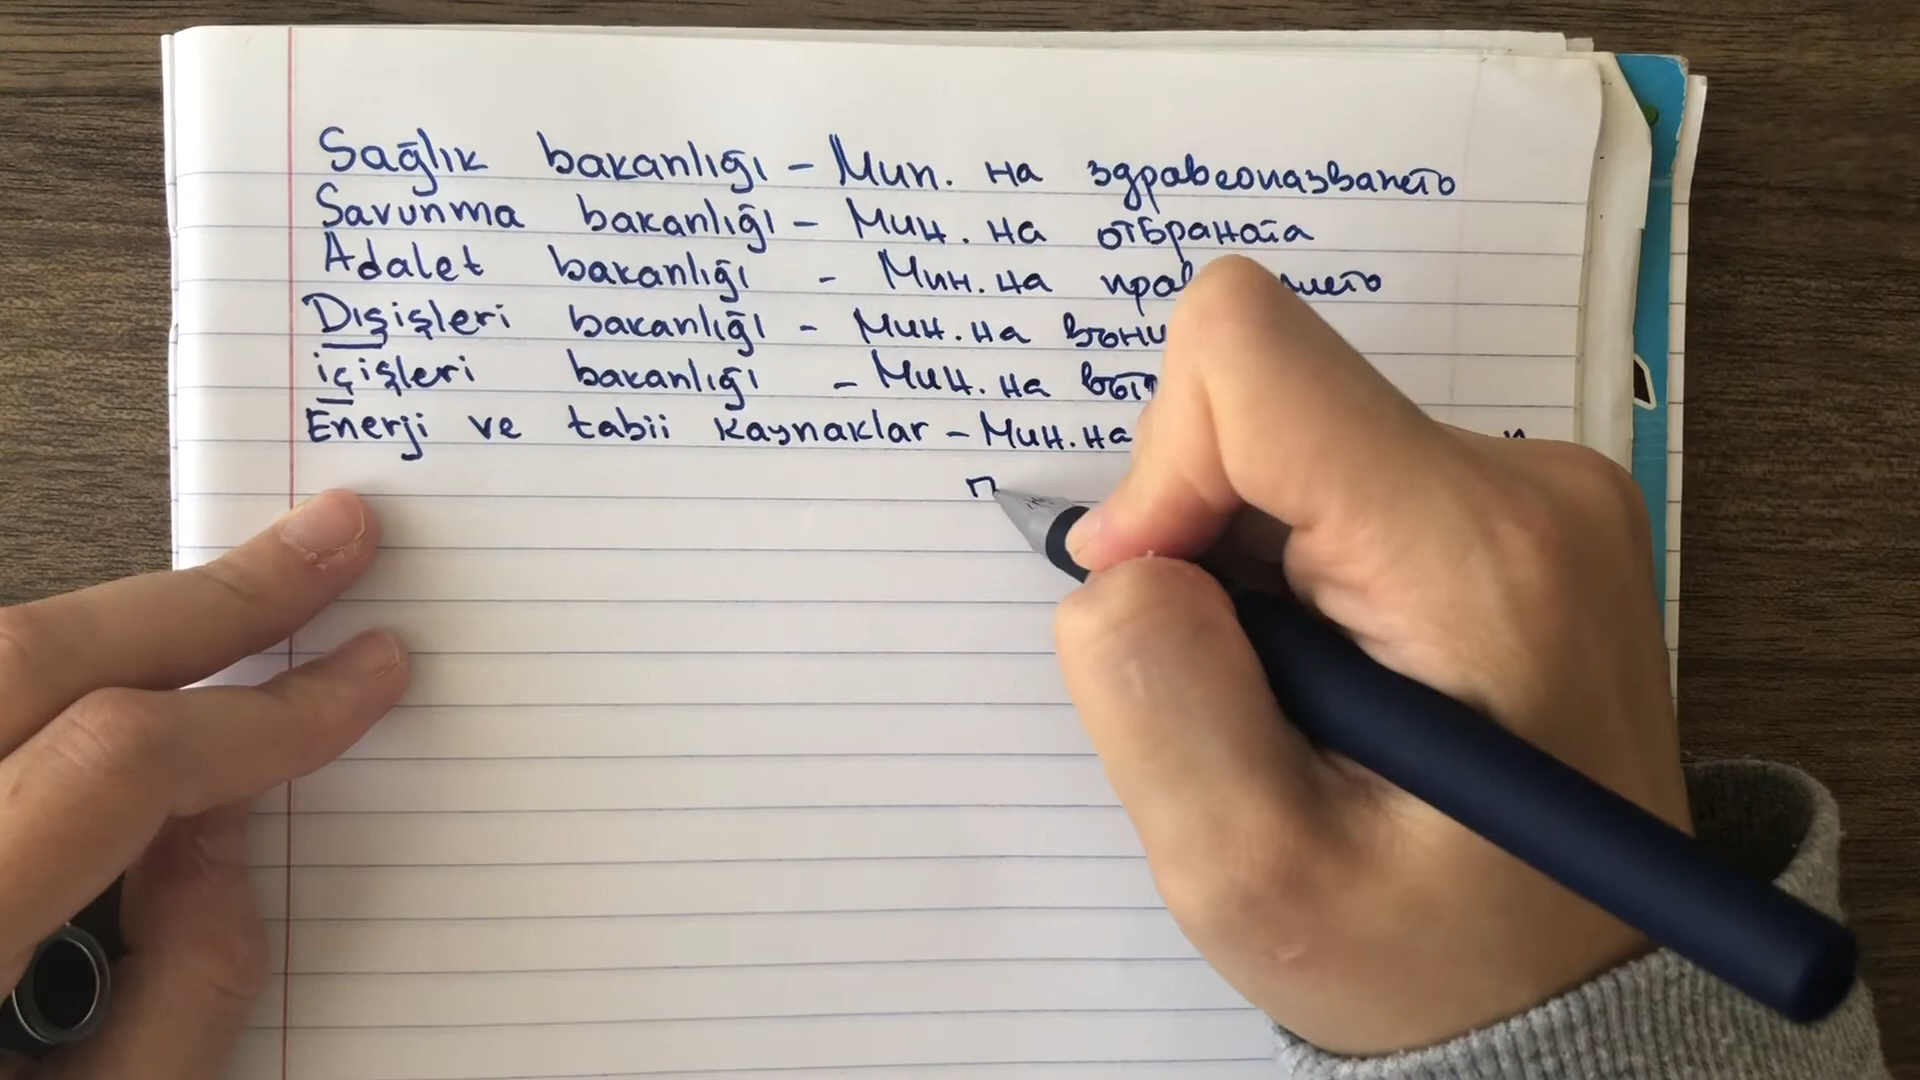 Sağlık bakanlığı – Мин. на здравеопазването
Savunma bakanlığı – Мин. на отбраната
Adalet bakanlığı – Мин. на
Dışişleri bakanlığı – Мин. на
içişleri bakanlığı – Мин. на
Enerji ve tabii kaynaklar – Мин. на